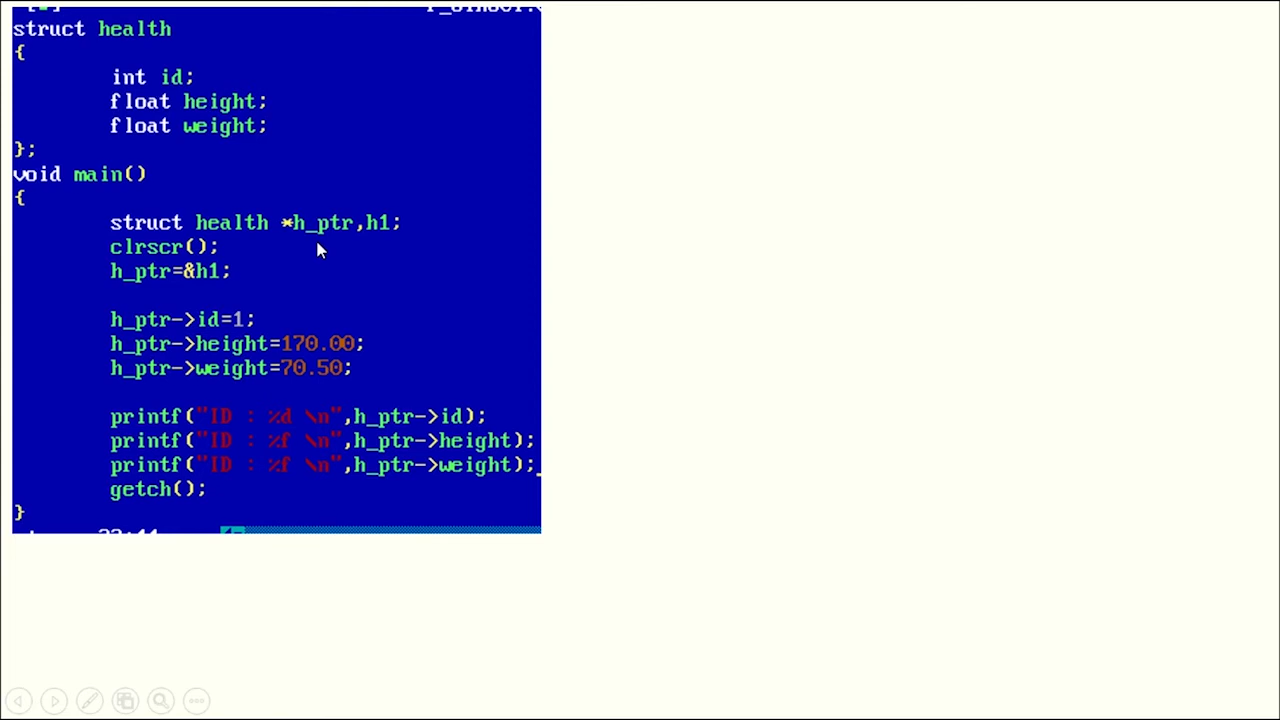 struct health
{
int id;
float height;
float weight;
};
void main()
{
struct health *h_ptr,h1;
clrscr();
h_ptr=&h1;
h_ptr->id=1;
h_ptr->height=170.00;
h_ptr->weight=70.50;
printf("ID : %d \n",h_ptr->id);
printf("ID : %f \n",h_ptr->height);
printf("ID : %f \n",h_ptr->weight);
getch();
}